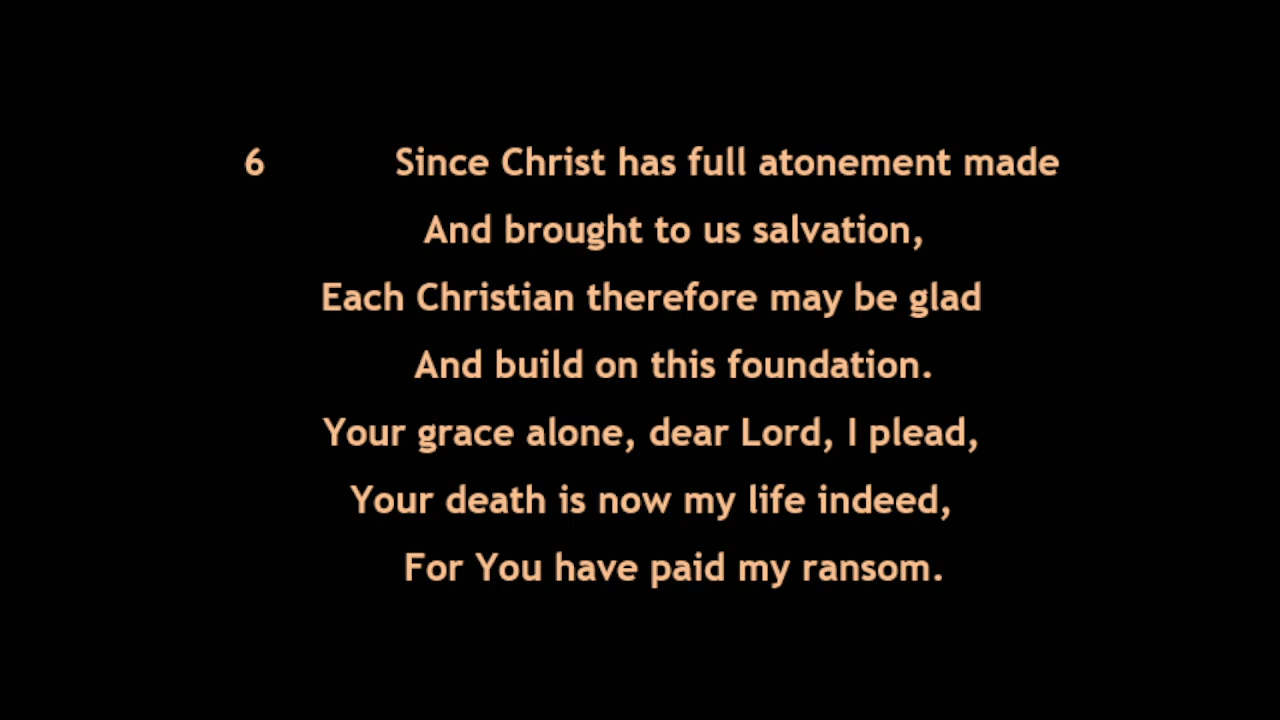 6 Since Christ has full atonement made
And brought to us salvation,
Each Christian therefore may be glad
And build on this foundation.
Your grace alone, dear Lord, I plead,
Your death is now my life indeed,
For You have paid my ransom.